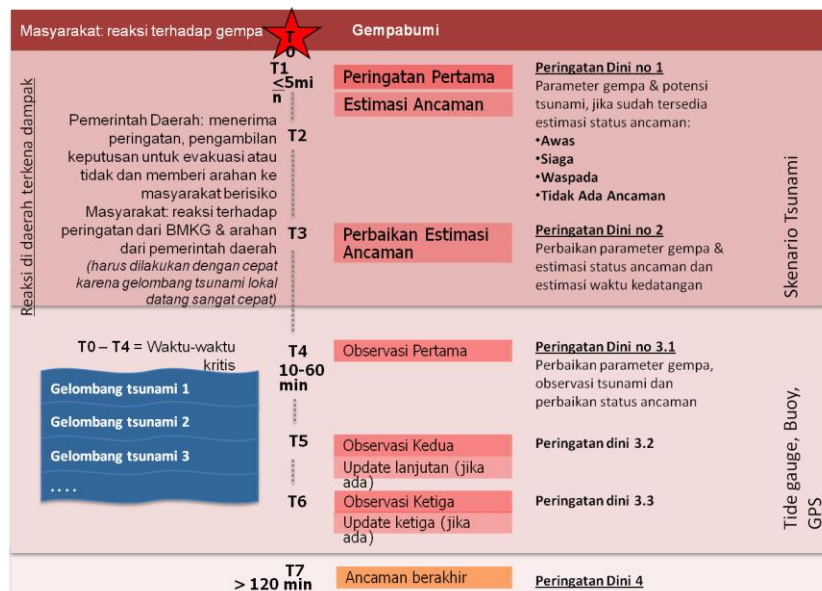 Masyarakat: reaksi terhadap gempa
T
0
Gempabumi
Reaksi di daerah terkena dampak
T1
<5mi
n
Peringatan Pertama
Estimasi Ancaman
Peringatan Dini no 1
Parameter gempa & potensi
tsunami, jika sudah tersedia
estimasi status ancaman:
•Awas
•Siaga
•Waspada
•Tidak Ada Ancaman
Pemerintah Daerah: menerima
peringatan, pengambilan
keputusan untuk evakuasi atau
tidak dan memberi arahan ke
masyarakat berisiko
Masyarakat: reaksi terhadap
peringatan dari BMKG & arahan
dari pemerintah daerah
(harus dilakukan dengan cepat
karena gelombang tsunami lokal
datang sangat cepat)
T2
T3
Perbaikan Estimasi
Ancaman
Peringatan Dini no 2
Perbaikan parameter gempa &
estimasi status ancaman dan
estimasi waktu kedatangan
Skenario Tsunami
T0 – T4 = Waktu-waktu
kritis
Gelombang tsunami 1
Gelombang tsunami 2
Gelombang tsunami 3
....
T4
10-60
min
Observasi Pertama
Peringatan Dini no 3.1
Perbaikan parameter gempa,
observasi tsunami dan
perbaikan status ancaman
T5
Observasi Kedua
Update lanjutan (jika
ada)
Peringatan dini 3.2
T6
Observasi Ketiga
Update ketiga (jika
ada)
Peringatan dini 3.3
Tide gauge, Buoy,
GPS
T7
> 120 min
Ancaman berakhir
Peringatan Dini 4